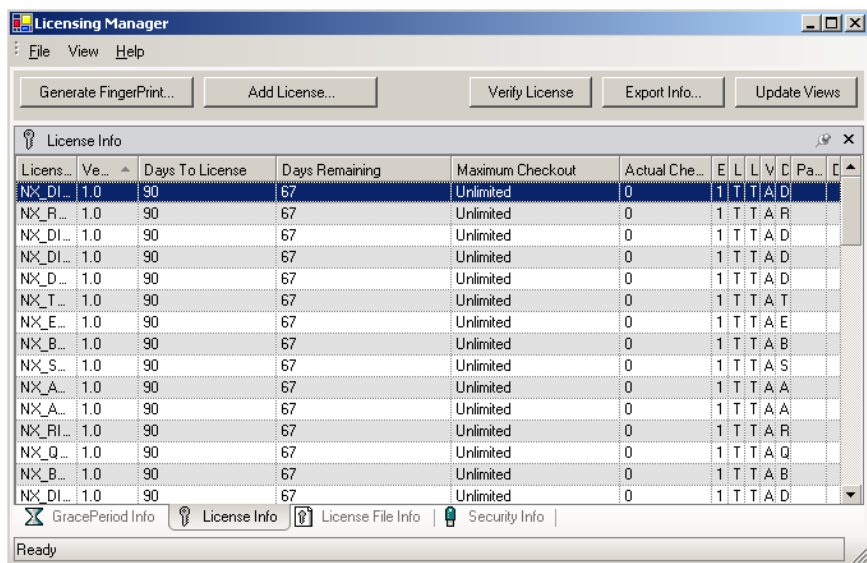 Licensing Manager
File View Help
Generate FingerPrint... Add License... Verify License Export Info... Update Views
License Info
Licens... Ve... Days To License Days Remaining Maximum Checkout Actual Che... E L L V D Pa... D
NX_DI... 1.0 90 67 Unlimited 0 1 T T A D
NX_R... 1.0 90 67 Unlimited 0 1 T T A R
NX_DI... 1.0 90 67 Unlimited 0 1 T T A D
NX_DI... 1.0 90 67 Unlimited 0 1 T T A D
NX_D... 1.0 90 67 Unlimited 0 1 T T A D
NX_T... 1.0 90 67 Unlimited 0 1 T T A T
NX_E... 1.0 90 67 Unlimited 0 1 T T A E
NX_B... 1.0 90 67 Unlimited 0 1 T T A B
NX_S... 1.0 90 67 Unlimited 0 1 T T A S
NX_A... 1.0 90 67 Unlimited 0 1 T T A A
NX_A... 1.0 90 67 Unlimited 0 1 T T A A
NX_RI... 1.0 90 67 Unlimited 0 1 T T A R
NX_Q... 1.0 90 67 Unlimited 0 1 T T A Q
NX_B... 1.0 90 67 Unlimited 0 1 T T A B
NX_DI... 1.0 90 67 Unlimited 0 1 T T A D
GracePeriod Info License Info License File Info Security Info
Ready